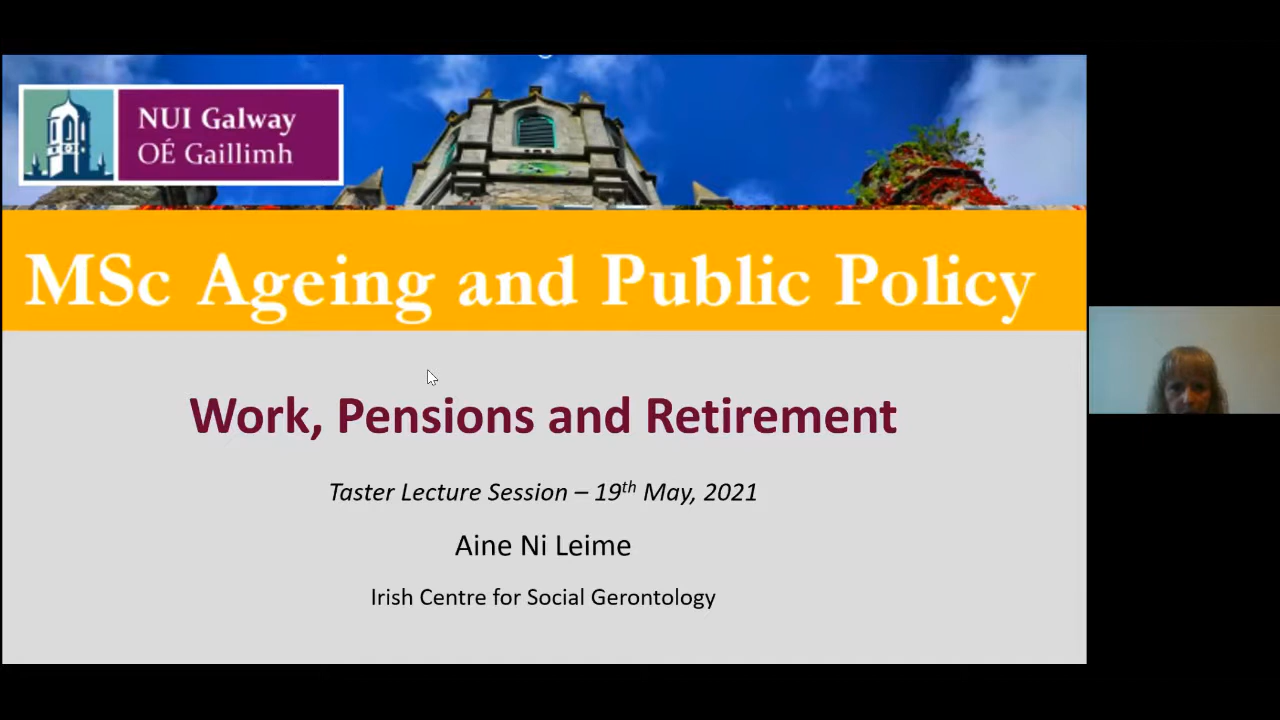 NUI Galway
OÉ Gaillimh
MSc Ageing and Public Policy
Work, Pensions and Retirement
Taster Lecture Session – 19th May, 2021
Aine Ni Leime
Irish Centre for Social Gerontology